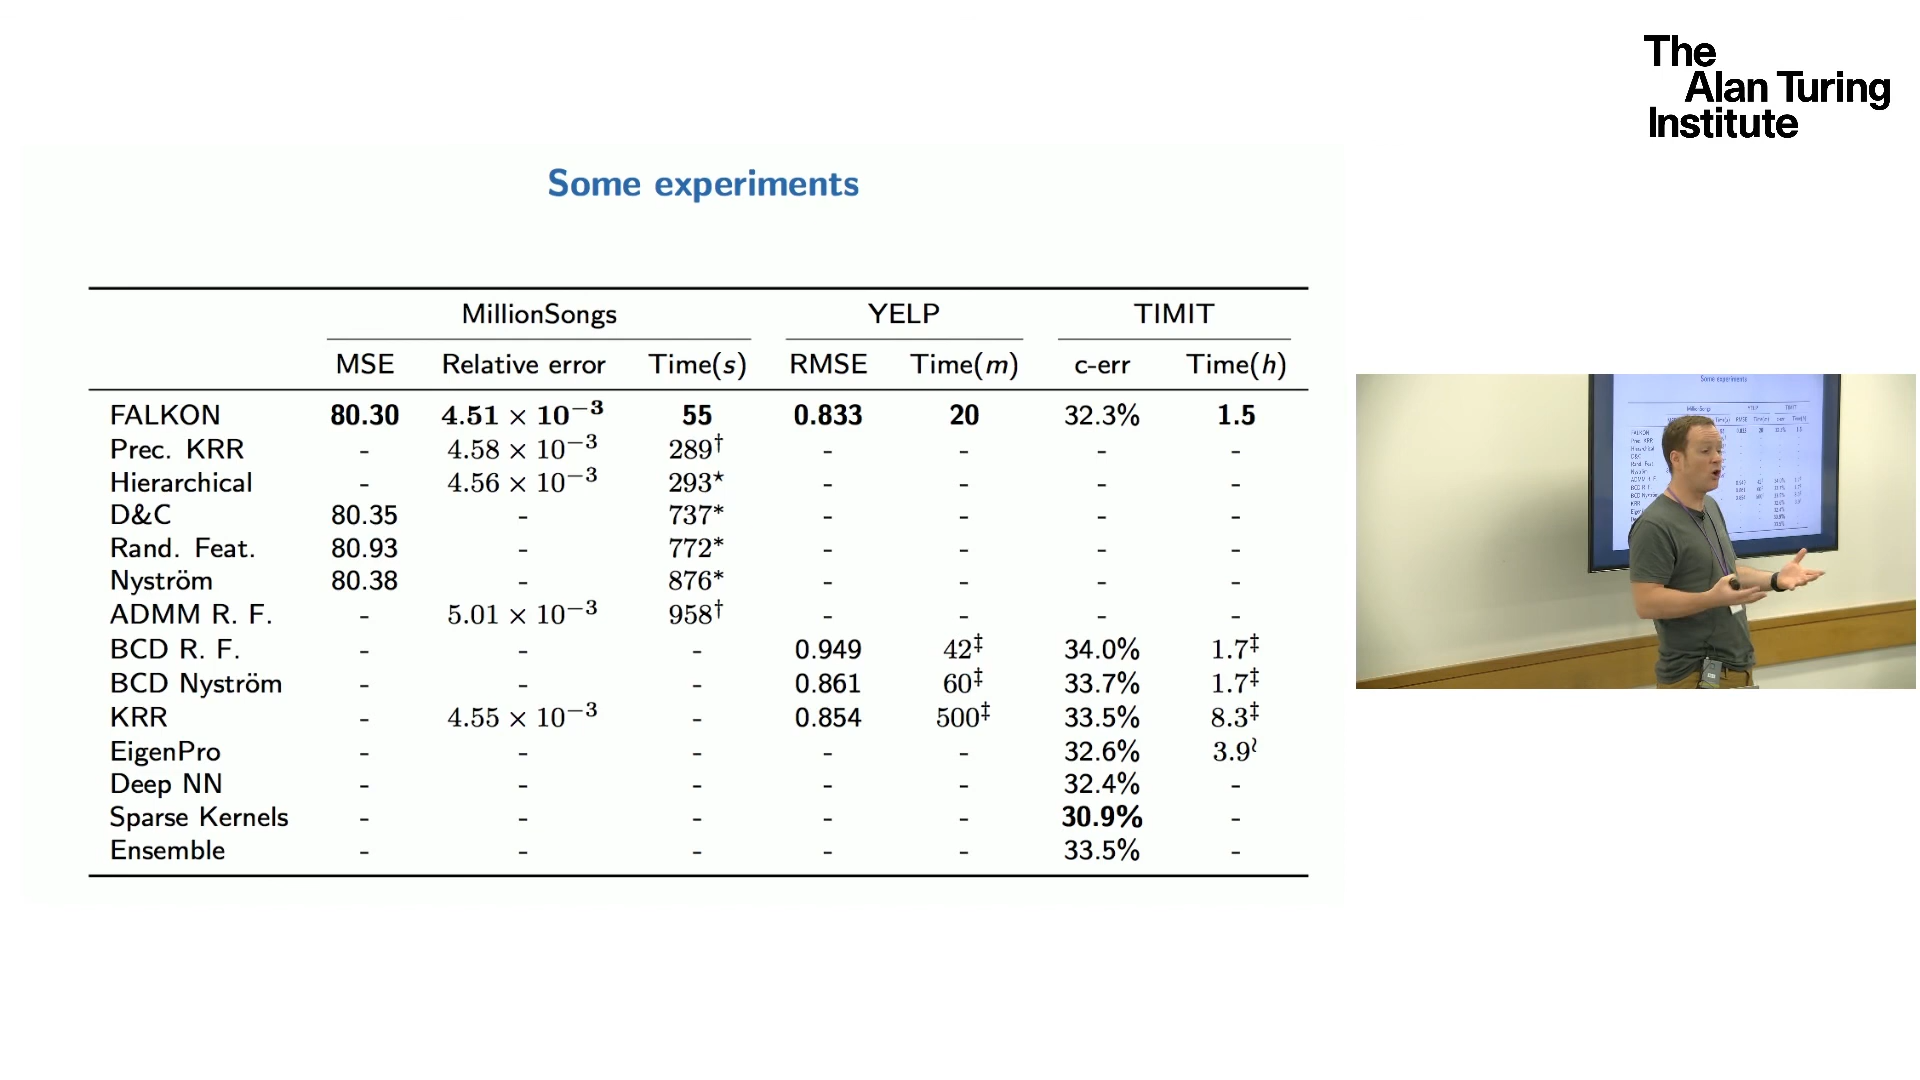 The
Alan Turing
Institute
Some experiments
MillionSongs YELP TIMIT
MSE Relative error Time(s) RMSE Time(m) c-err Time(h)
FALKON 80.30 4.51 × 10⁻³ 55 0.833 20 32.3% 1.5
Prec. KRR - 4.58 × 10⁻³ 289† - - - -
Hierarchical - 4.56 × 10⁻³ 293⋆ - - - -
D&C 80.35 - 737* - - - -
Rand. Feat. 80.93 - 772* - - - -
Nyström 80.38 - 876* - - - -
ADMM R. F. - 5.01 × 10⁻³ 958† - - - -
BCD R. F. - - - 0.949 42‡ 34.0% 1.7‡
BCD Nyström - - - 0.861 60‡ 33.7% 1.7‡
KRR - 4.55 × 10⁻³ - 0.854 500‡ 33.5% 8.3‡
EigenPro - - - - - 32.6% 3.9≀
Deep NN - - - - - 32.4% -
Sparse Kernels - - - - - 30.9% -
Ensemble - - - - - 33.5% -
Some experiments